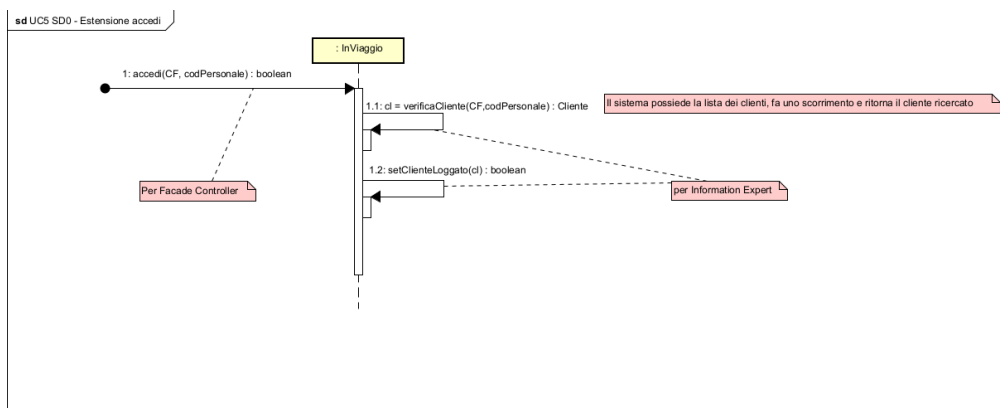 sd UC5 SD0 - Estensione accedi
: InViaggio
1: accedi(CF, codPersonale) : boolean
1.1: cl = verificaCliente(CF,codPersonale) : Cliente
Il sistema possiede la lista dei clienti, fa uno scorrimento e ritorna il cliente ricercato
1.2: setClienteLoggato(cl) : boolean
Per Facade Controller
per Information Expert